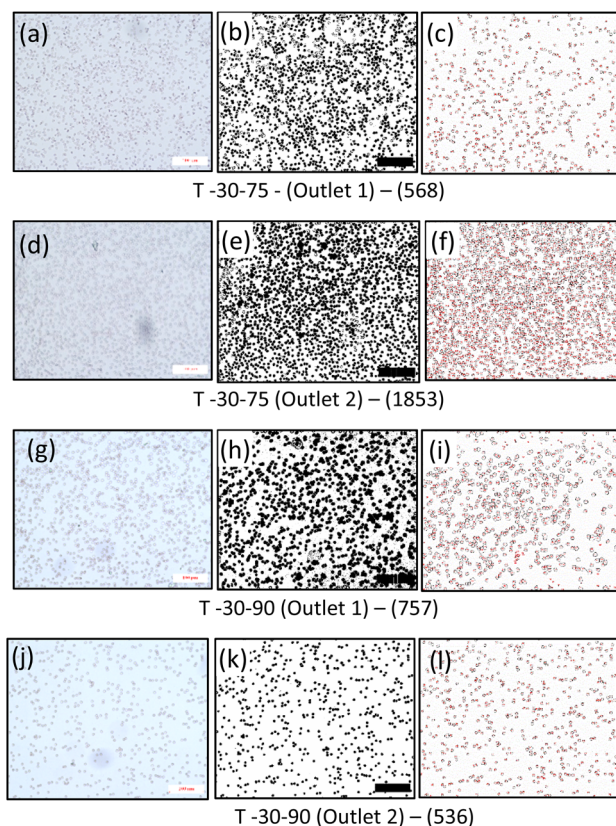 (a) (b) (c)
T -30-75 - (Outlet 1) – (568)
(d) (e) (f)
T -30-75 (Outlet 2) – (1853)
(g) (h) (i)
T -30-90 (Outlet 1) – (757)
(j) (k) (l)
T -30-90 (Outlet 2) – (536)